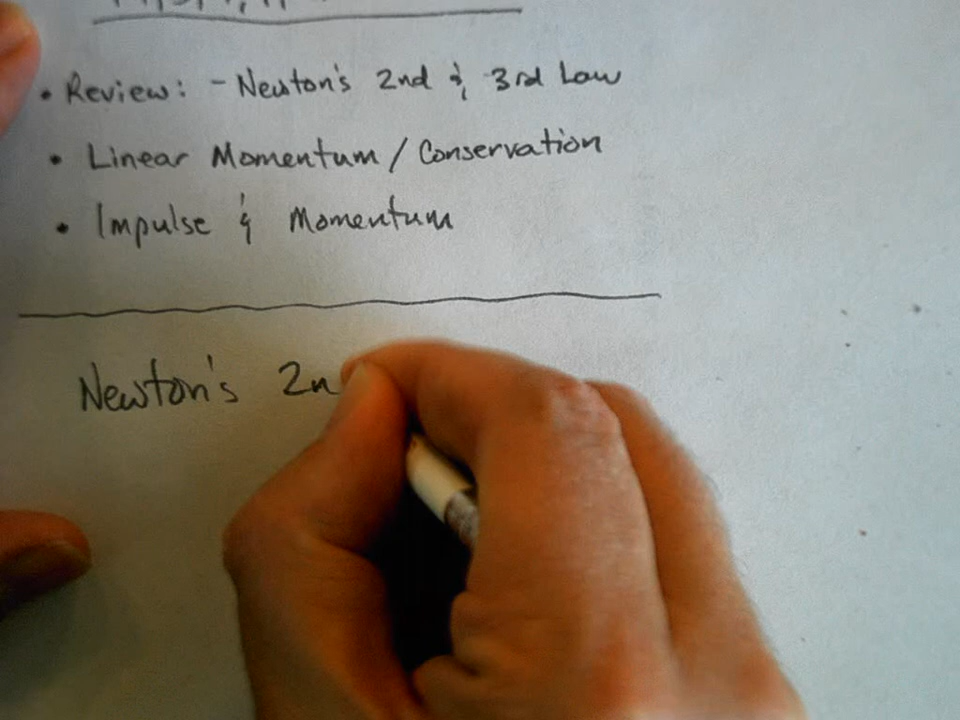 • Review: - Newton's 2nd & 3rd Law
• Linear Momentum / Conservation
• Impulse & Momentum
Newton's 2n